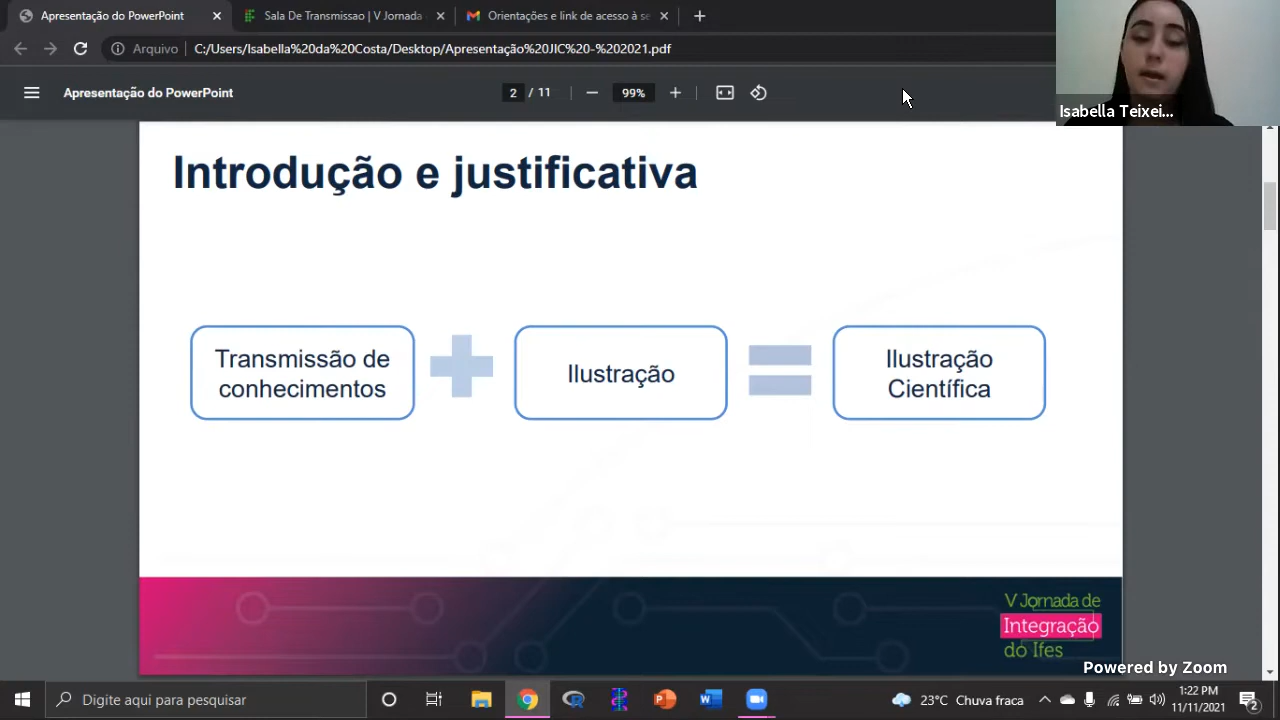 Apresentação do PowerPoint
Sala De Transmissao | V Jornada
Orientações e link de acesso à se
Arquivo
C:/Users/Isabella%20da%20Costa/Desktop/Apresentação%20JIC%20-%202021.pdf
Apresentação do PowerPoint
2 / 11
99%
Isabella Teixei...
Introdução e justificativa
Transmissão de
conhecimentos
Ilustração
Ilustração
Científica
V Jornada de
Integração
do Ifes
Powered by Zoom
Digite aqui para pesquisar
23°C Chuva fraca
1:22 PM
11/11/2021
2